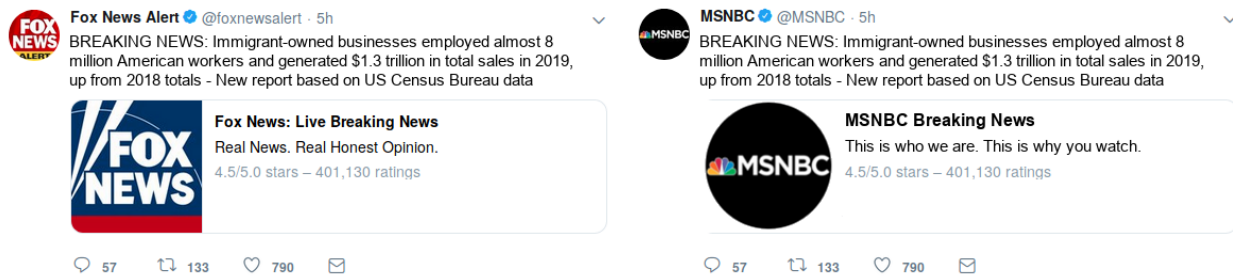 FOX
NEWS
ALERT
Fox News Alert @foxnewsalert · 5h
BREAKING NEWS: Immigrant-owned businesses employed almost 8
million American workers and generated $1.3 trillion in total sales in 2019,
up from 2018 totals - New report based on US Census Bureau data
FOX
NEWS
Fox News: Live Breaking News
Real News. Real Honest Opinion.
4.5/5.0 stars – 401,130 ratings
57 133 790
MSNBC
MSNBC @MSNBC · 5h
BREAKING NEWS: Immigrant-owned businesses employed almost 8
million American workers and generated $1.3 trillion in total sales in 2019,
up from 2018 totals - New report based on US Census Bureau data
MSNBC
MSNBC Breaking News
This is who we are. This is why you watch.
4.5/5.0 stars – 401,130 ratings
57 133 790